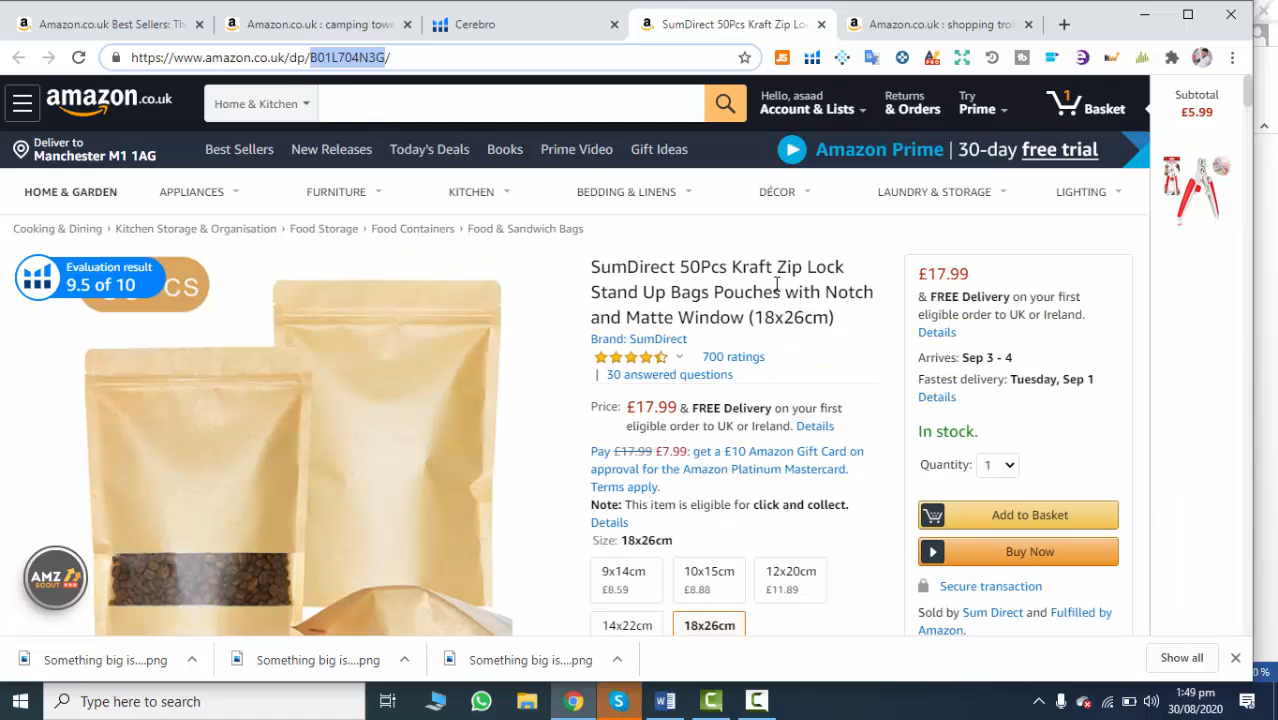 Amazon.co.uk Best Sellers: The
Amazon.co.uk : camping towe
Cerebro
SumDirect 50Pcs Kraft Zip Loc
Amazon.co.uk : shopping troll
https://www.amazon.co.uk/dp/B01L704N3G/
amazon.co.uk
Home & Kitchen
Hello, asaad
Account & Lists
Returns
& Orders
Try
Prime
1
Basket
Subtotal
£5.99
Deliver to
Manchester M1 1AG
Best Sellers
New Releases
Today's Deals
Books
Prime Video
Gift Ideas
Amazon Prime | 30-day free trial
HOME & GARDEN
APPLIANCES
FURNITURE
KITCHEN
BEDDING & LINENS
DÉCOR
LAUNDRY & STORAGE
LIGHTING
Cooking & Dining › Kitchen Storage & Organisation › Food Storage › Food Containers › Food & Sandwich Bags
Evaluation result
9.5 of 10
CS
SumDirect 50Pcs Kraft Zip Lock
Stand Up Bags Pouches with Notch
and Matte Window (18x26cm)
Brand: SumDirect
700 ratings
| 30 answered questions
Price: £17.99 & FREE Delivery on your first
eligible order to UK or Ireland. Details
Pay £17.99 £7.99: get a £10 Amazon Gift Card on
approval for the Amazon Platinum Mastercard.
Terms apply.
Note: This item is eligible for click and collect.
Details
Size: 18x26cm
9x14cm
£8.59
10x15cm
£8.88
12x20cm
£11.89
14x22cm
18x26cm
£17.99
& FREE Delivery on your first
eligible order to UK or Ireland.
Details
Arrives: Sep 3 - 4
Fastest delivery: Tuesday, Sep 1
Details
In stock.
Quantity: 1
Add to Basket
Buy Now
Secure transaction
Sold by Sum Direct and Fulfilled by
Amazon.
AMZ
SCOUT PRO
Something big is....png
Something big is....png
Something big is....png
Show all
0 %
Type here to search
1:49 pm
30/08/2020